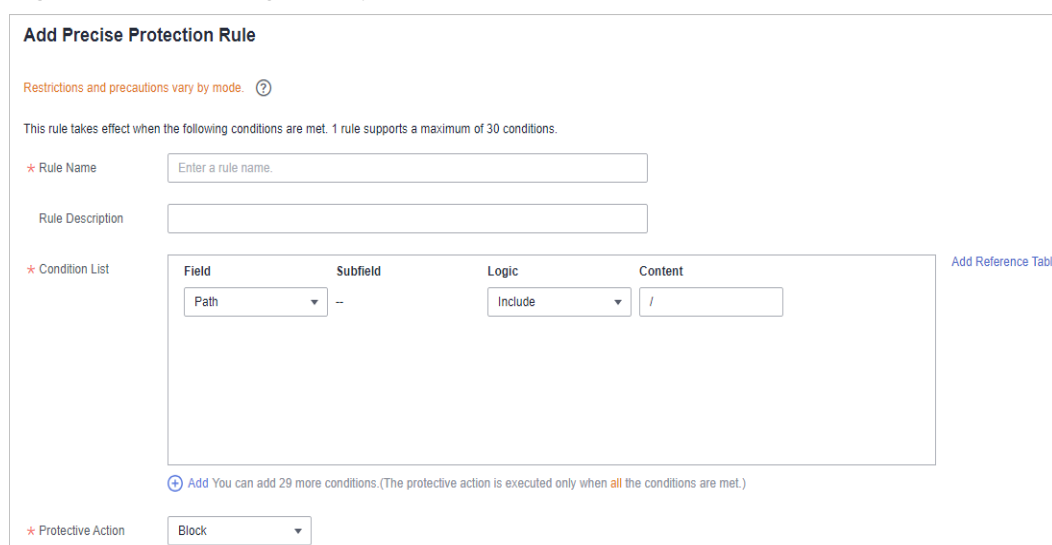 Add Precise Protection Rule
Restrictions and precautions vary by mode. ?
This rule takes effect when the following conditions are met. 1 rule supports a maximum of 30 conditions.
* Rule Name Enter a rule name.
Rule Description
* Condition List Field Subfield Logic Content Add Reference Tabl
Path -- Include /
Add You can add 29 more conditions.(The protective action is executed only when all the conditions are met.)
* Protective Action Block